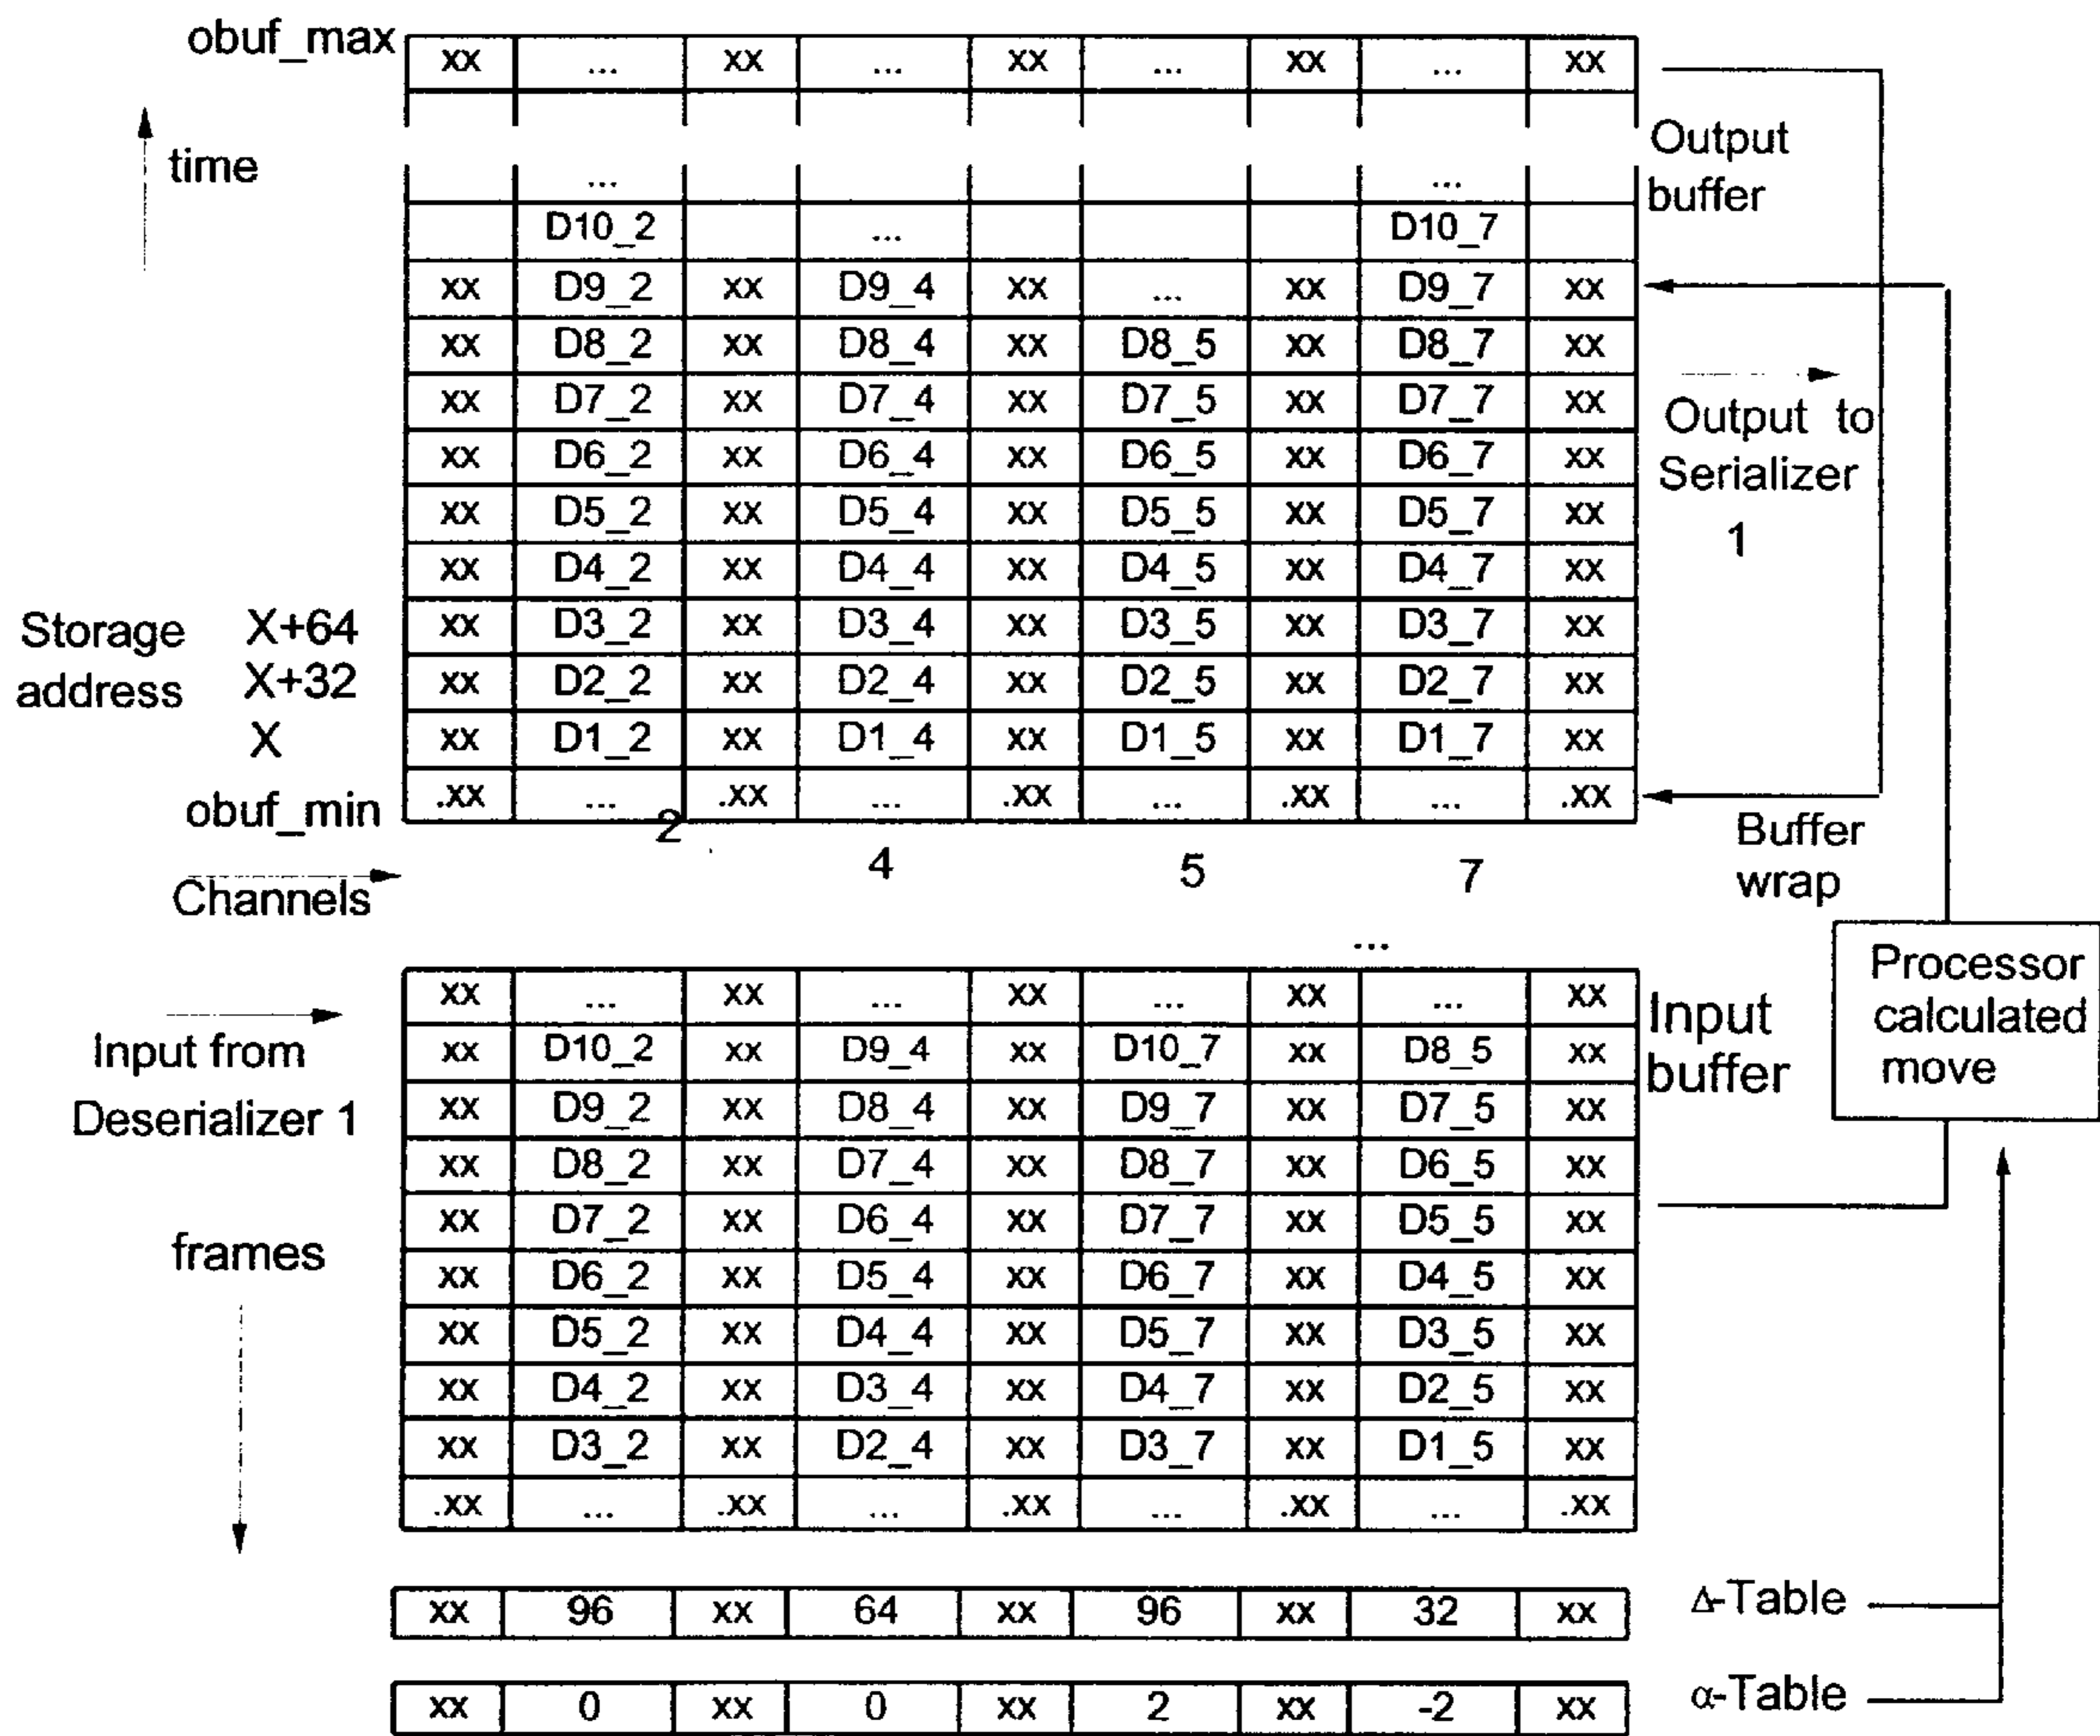 obuf_max xx ... xx ... xx ... xx ... xx
time
Output
buffer
... ...
D10_2 ... D10_7
xx D9_2 xx D9_4 xx ... xx D9_7 xx
xx D8_2 xx D8_4 xx D8_5 xx D8_7 xx
xx D7_2 xx D7_4 xx D7_5 xx D7_7 xx
xx D6_2 xx D6_4 xx D6_5 xx D6_7 xx
xx D5_2 xx D5_4 xx D5_5 xx D5_7 xx
xx D4_2 xx D4_4 xx D4_5 xx D4_7 xx
Output to
Serializer
1
Storage
address
X+64 xx D3_2 xx D3_4 xx D3_5 xx D3_7 xx
X+32 xx D2_2 xx D2_4 xx D2_5 xx D2_7 xx
X xx D1_2 xx D1_4 xx D1_5 xx D1_7 xx
obuf_min .xx ... .xx ... .xx ... .xx ... .xx
Buffer
wrap
2 4 5 7
Channels
...
Processor
calculated
move
Input
buffer
xx ... xx ... xx ... xx ... xx
Input from
Deserializer 1
xx D10_2 xx D9_4 xx D10_7 xx D8_5 xx
xx D9_2 xx D8_4 xx D9_7 xx D7_5 xx
xx D8_2 xx D7_4 xx D8_7 xx D6_5 xx
xx D7_2 xx D6_4 xx D7_7 xx D5_5 xx
frames
xx D6_2 xx D5_4 xx D6_7 xx D4_5 xx
xx D5_2 xx D4_4 xx D5_7 xx D3_5 xx
xx D4_2 xx D3_4 xx D4_7 xx D2_5 xx
xx D3_2 xx D2_4 xx D3_7 xx D1_5 xx
.xx ... .xx ... .xx ... .xx ... .xx
xx 96 xx 64 xx 96 xx 32 xx Δ-Table
xx 0 xx 0 xx 2 xx -2 xx α-Table